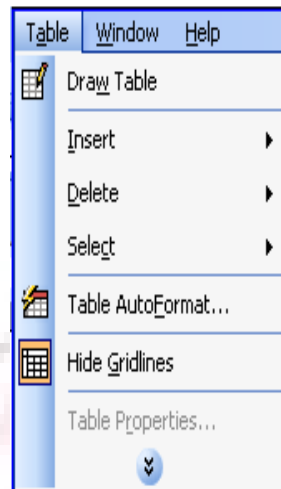 Table Window Help
Draw Table
Insert
Delete
Select
Table AutoFormat...
Hide Gridlines
Table Properties...